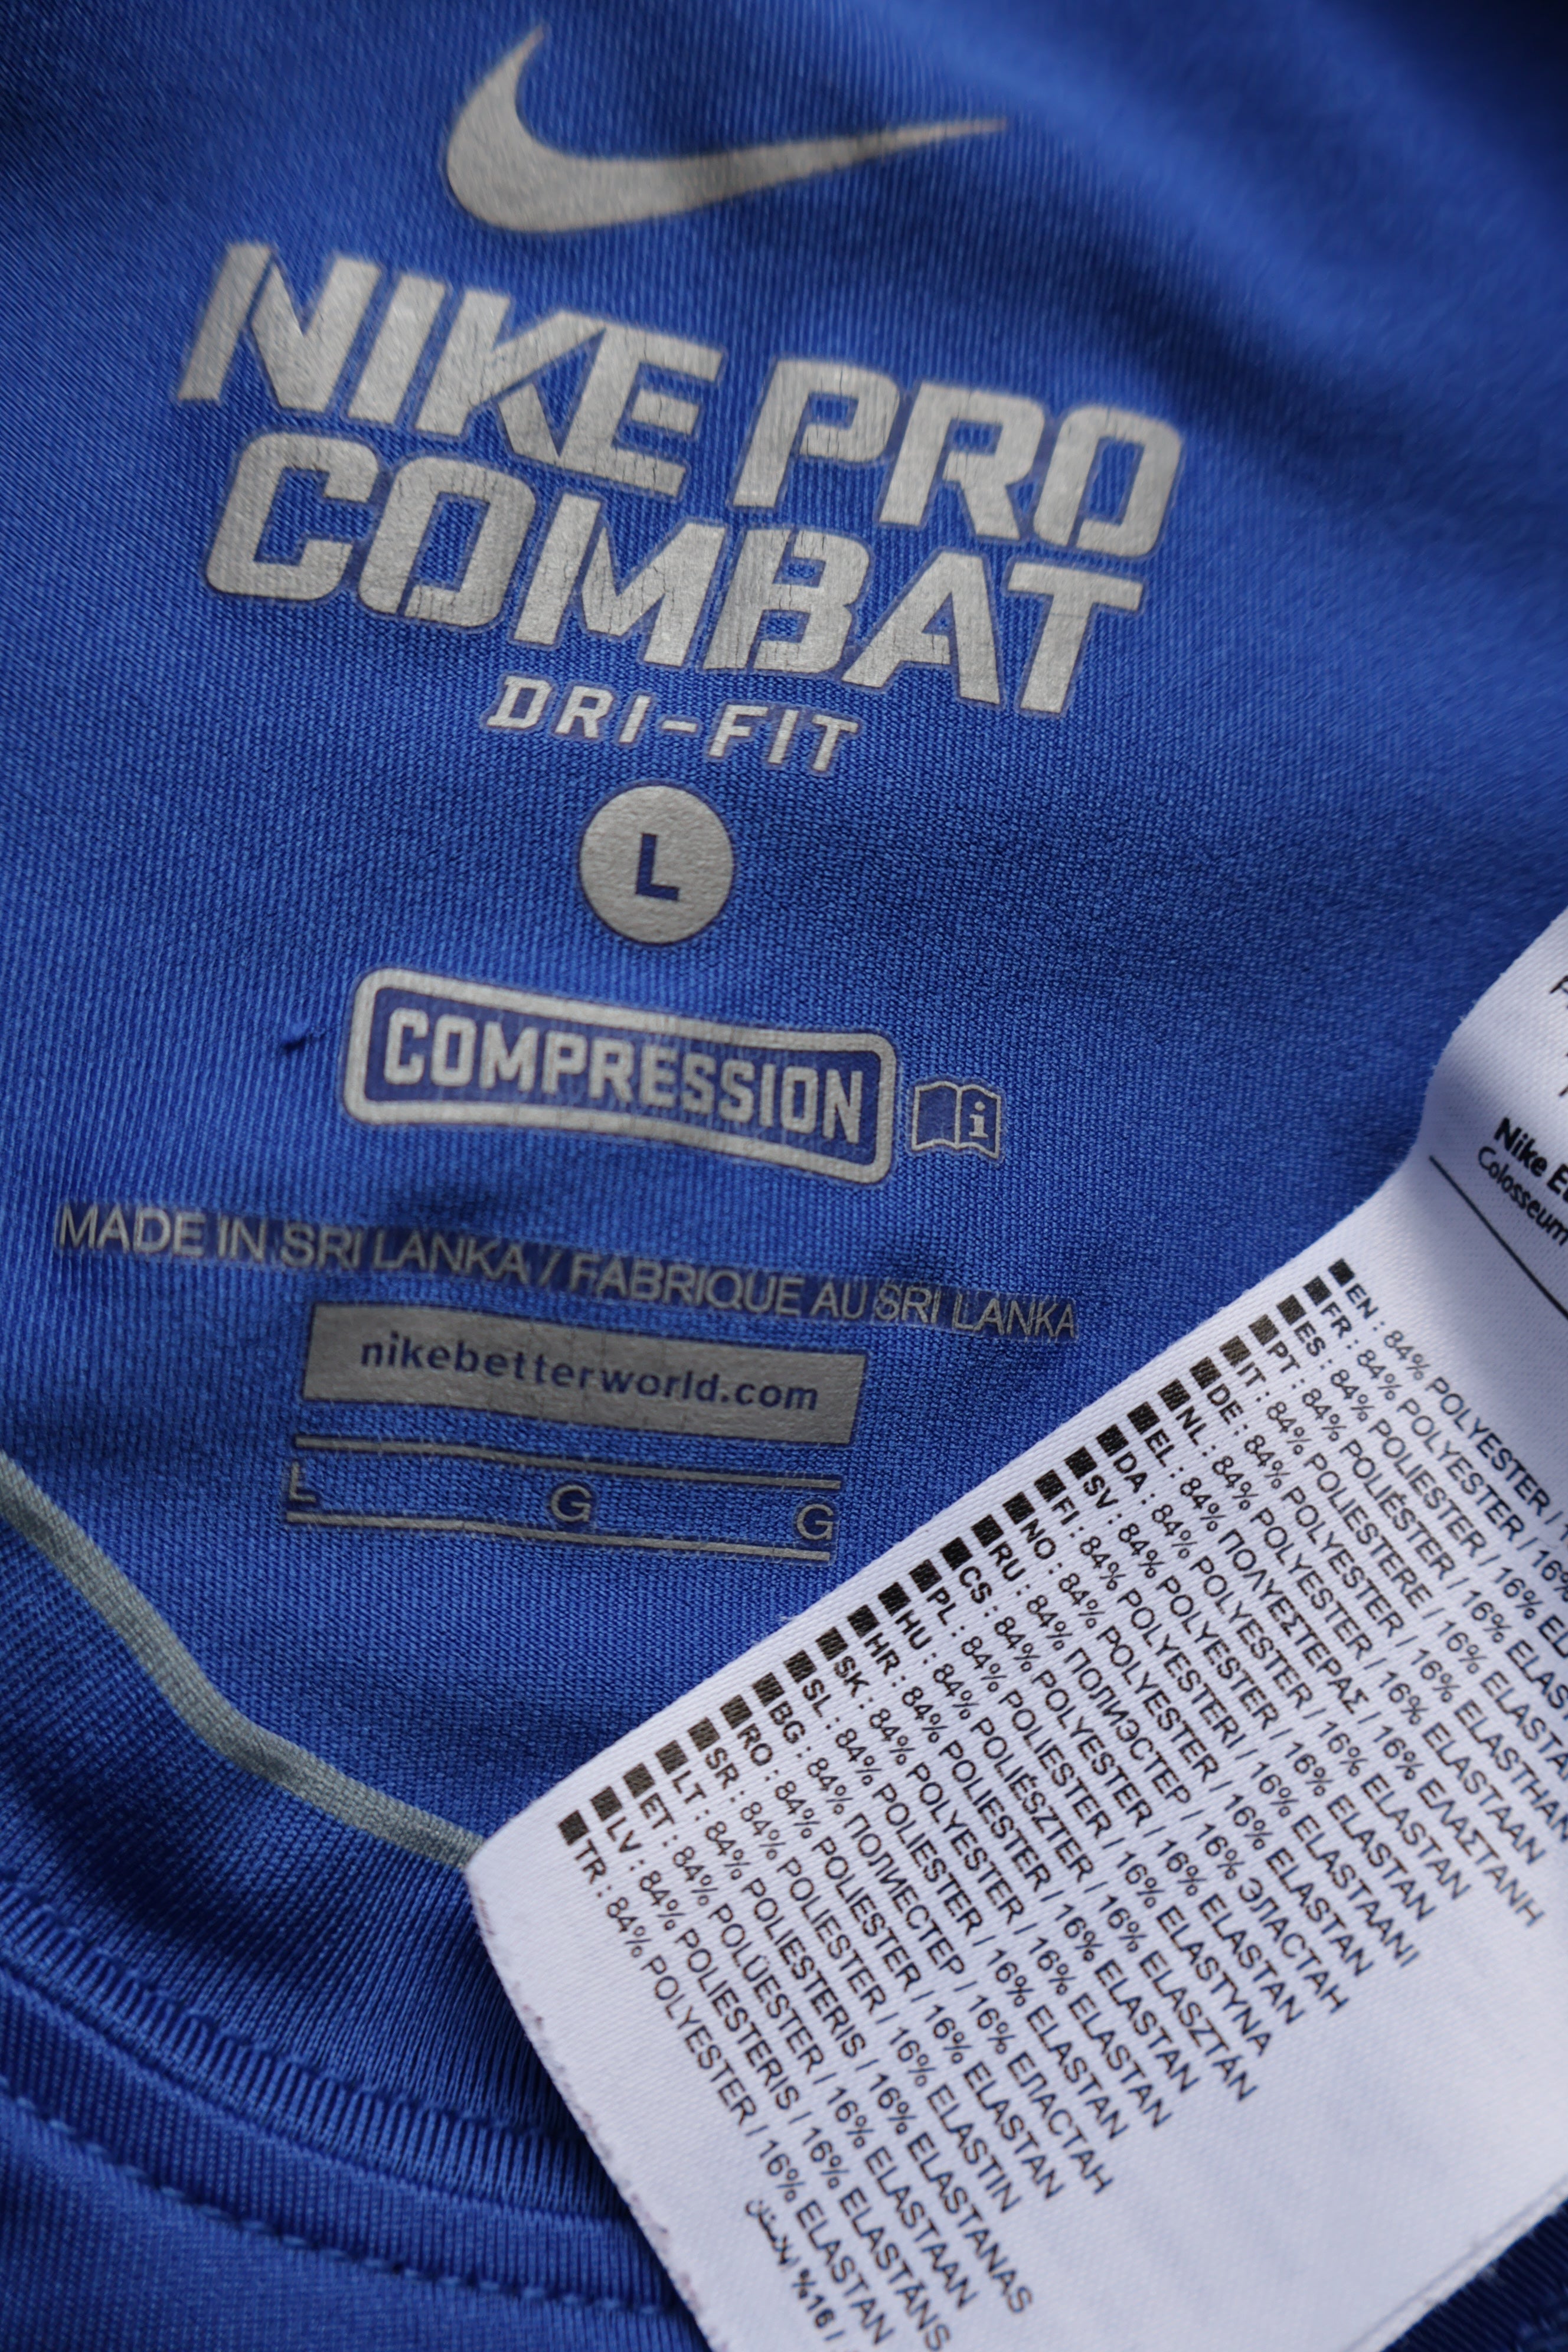 NIKE PRO
COMBAT
DRI-FIT
L
COMPRESSION
i
MADE IN SRI LANKA / FABRIQUE AU SRI LANKA
nikebetterworld.com
L G G
Nike
Colosseum
EN : 84% POLYESTER /
FR : 84% POLYESTER / 16%
ES : 84% POLIÉSTER / 16%
PT : 84% POLIÉSTER / 16%
IT : 84% POLIESTERE / 16%
DE : 84% POLYESTER / 16% ELASTHAN
NL : 84% POLYESTER / 16% ELASTAAN
EL : 84% ΠΟΛΥΕΣΤΕΡΑΣ / 16% ΕΛΑΣΤΑΝΗ
DA : 84% POLYESTER / 16% ELASTAN
SV : 84% POLYESTER / 16% ELASTAN
FI : 84% POLYESTERI / 16% ELASTAANI
NO : 84% POLYESTER / 16% ELASTAN
RU : 84% ПОЛИЭСТЕР / 16% ЭЛАСТАН
CS : 84% POLYESTER / 16% ELASTAN
PL : 84% POLIESTER / 16% ELASTYNA
HU : 84% POLIÉSZTER / 16% ELASZTÁN
HR : 84% POLIESTER / 16% ELASTAN
SK : 84% POLYESTER / 16% ELASTAN
SL : 84% POLIESTER / 16% ELASTAN
BG : 84% ПОЛИЕСТЕР / 16% ЕЛАСТАН
RO : 84% POLIESTER / 16% ELASTAN
SR : 84% POLIESTER / 16% ELASTIN
LT : 84% POLIESTERIS / 16% ELASTANAS
ET : 84% POLÜESTER / 16% ELASTAAN
LV : 84% POLIESTERIS / 16% ELASTĀNS
TR : 84% POLYESTER / 16% ELASTAN
%16 إيلاستان